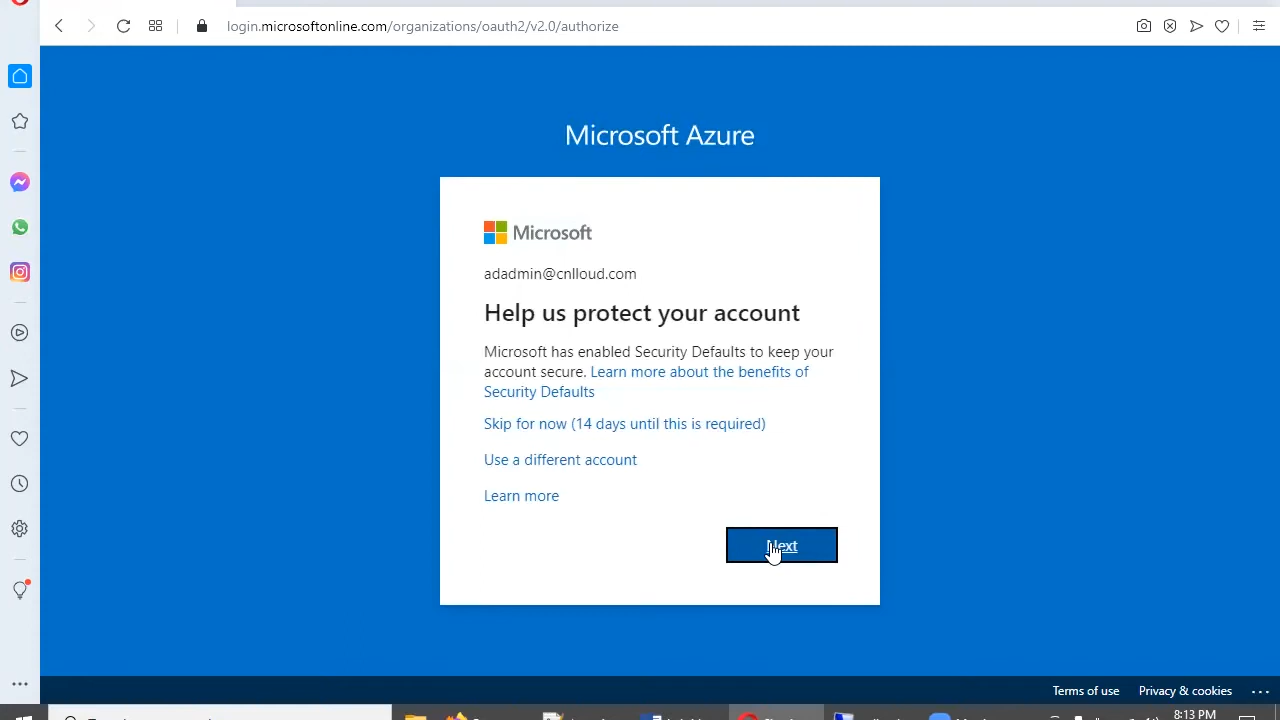 login.microsoftonline.com/organizations/oauth2/v2.0/authorize
Microsoft Azure
Microsoft
adadmin@cnlloud.com
Help us protect your account
Microsoft has enabled Security Defaults to keep your
account secure. Learn more about the benefits of
Security Defaults
Skip for now (14 days until this is required)
Use a different account
Learn more
Next
Terms of use Privacy & cookies
8:13 PM